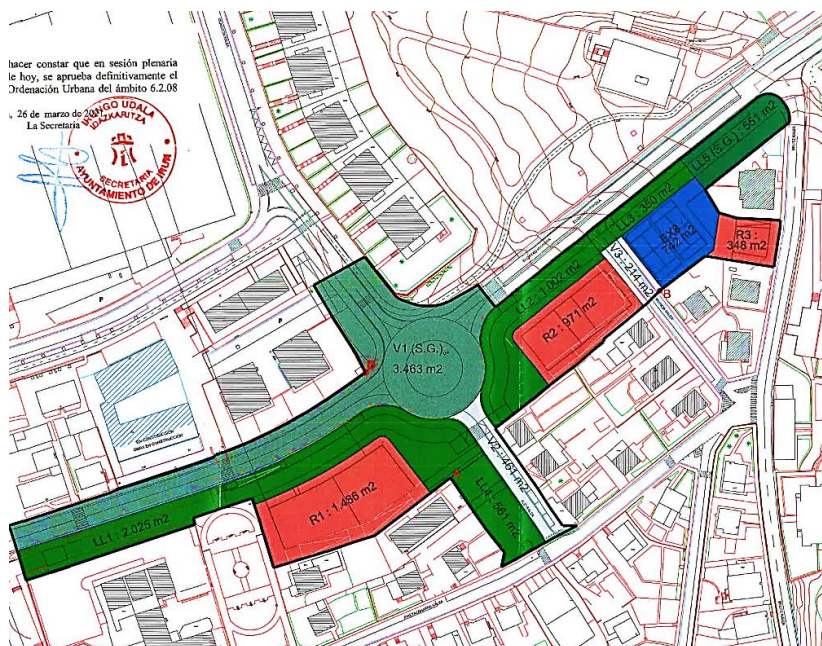 hacer constar que en sesión plenaria
de hoy, se aprueba definitivamente el
Ordenación Urbana del ámbito 6.2.08
, 26 de marzo de 201
La Secretaria
IRUNGO UDALA
IDAZKARITZA
SECRETARIA
AYUNTAMIENTO DE IRUN
LL5 (S.G.) : 551 m2
LL3 : 350 m2
742 m2
R3 :
348 m2
V3 : 214 m2
B
LL2 : 1.002 m2
R2 : 971 m2
V1 (S.G.) :
3.463 m2
P
V2 : 461 m2
LL4 : 561 m2
R1 : 1.486 m2
LL1 : 2.025 m2